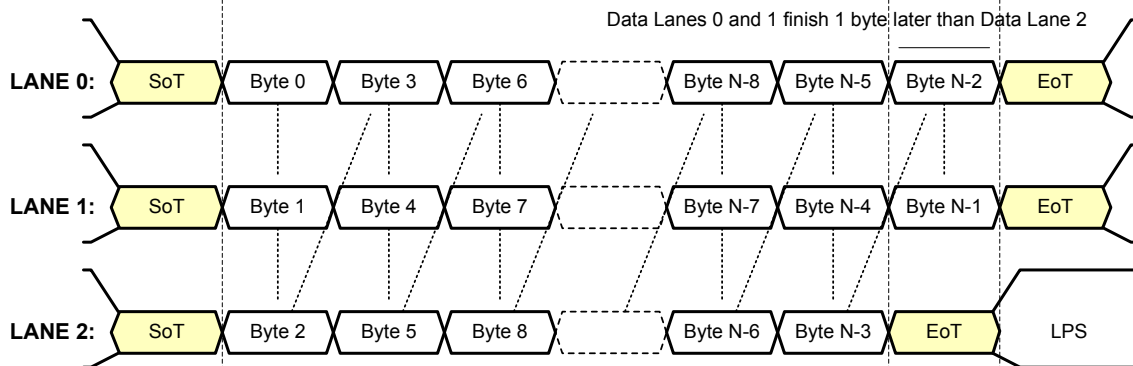 Data Lanes 0 and 1 finish 1 byte later than Data Lane 2
LANE 0: SoT Byte 0 Byte 3 Byte 6 Byte N-8 Byte N-5 Byte N-2 EoT
LANE 1: SoT Byte 1 Byte 4 Byte 7 Byte N-7 Byte N-4 Byte N-1 EoT
LANE 2: SoT Byte 2 Byte 5 Byte 8 Byte N-6 Byte N-3 EoT LPS